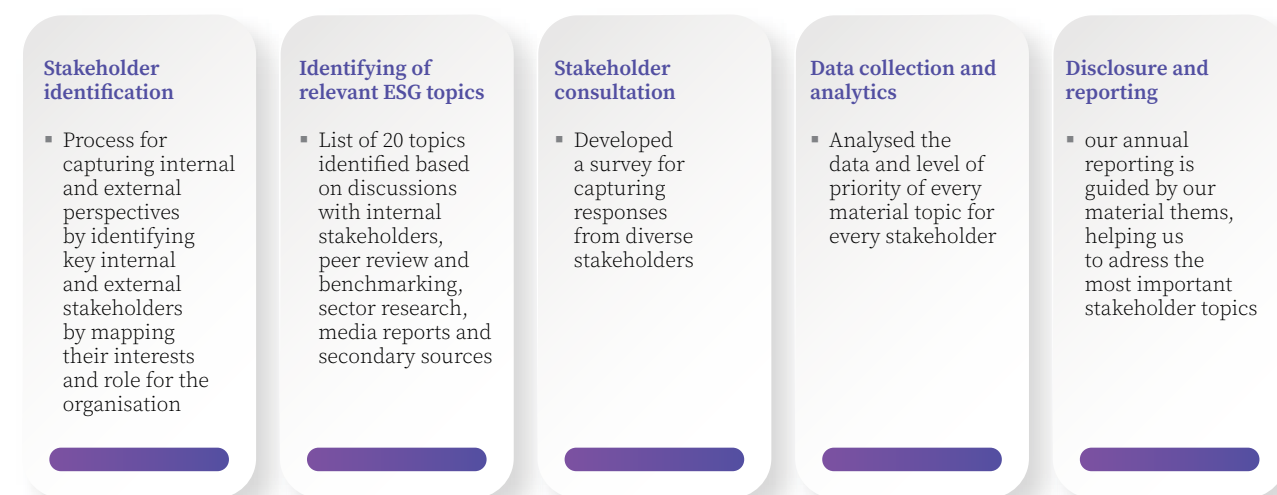 Stakeholder
identification
Process for
capturing internal
and external
perspectives
by identifying
key internal
and external
stakeholders
by mapping
their interests
and role for the
organisation
Identifying of
relevant ESG topics
List of 20 topics
identified based
on discussions
with internal
stakeholders,
peer review and
benchmarking,
sector research,
media reports and
secondary sources
Stakeholder
consultation
Developed
a survey for
capturing
responses
from diverse
stakeholders
Data collection and
analytics
Analysed the
data and level of
priority of every
material topic for
every stakeholder
Disclosure and
reporting
our annual
reporting is
guided by our
material thems,
helping us
to adress the
most important
stakeholder topics